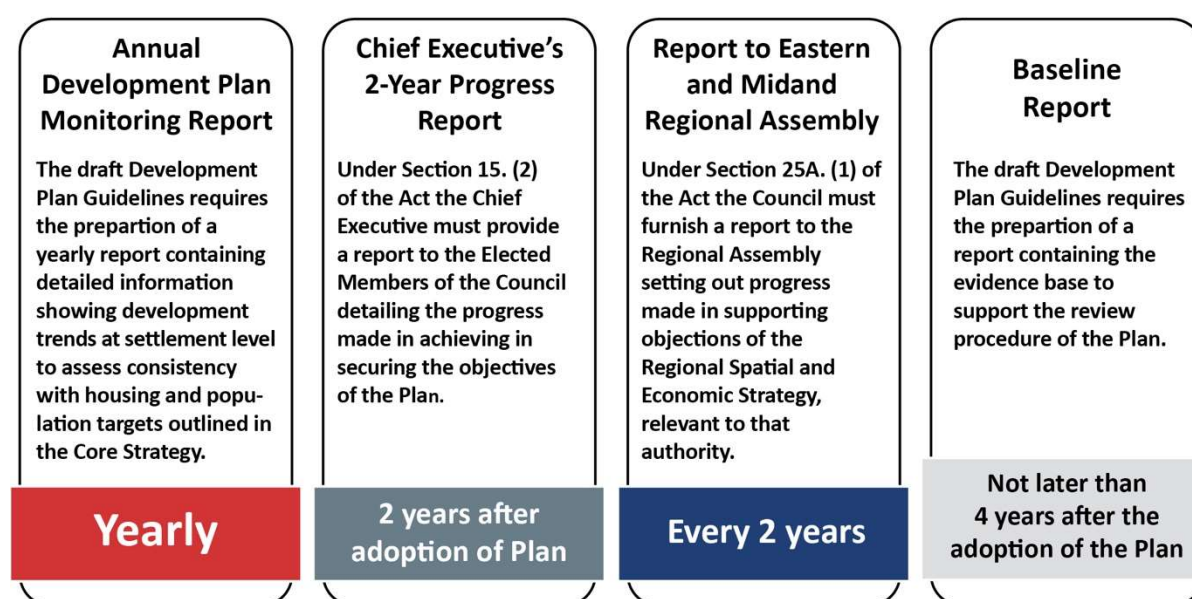 Annual
Development Plan
Monitoring Report
The draft Development
Plan Guidelines requires
the prepartion of a
yearly report containing
detailed information
showing development
trends at settlement level
to assess consistency
with housing and popu-
lation targets outlined in
the Core Strategy.
Yearly
Chief Executive's
2-Year Progress
Report
Under Section 15. (2)
of the Act the Chief
Executive must provide
a report to the Elected
Members of the Council
detailing the progress
made in achieving in
securing the objectives
of the Plan.
2 years after
adoption of Plan
Report to Eastern
and Midand
Regional Assembly
Under Section 25A. (1) of
the Act the Council must
furnish a report to the
Regional Assembly
setting out progress
made in supporting
objections of the
Regional Spatial and
Economic Strategy,
relevant to that
authority.
Every 2 years
Baseline
Report
The draft Development
Plan Guidelines requires
the prepartion of a
report containing the
evidence base to
support the review
procedure of the Plan.
Not later than
4 years after the
adoption of the Plan